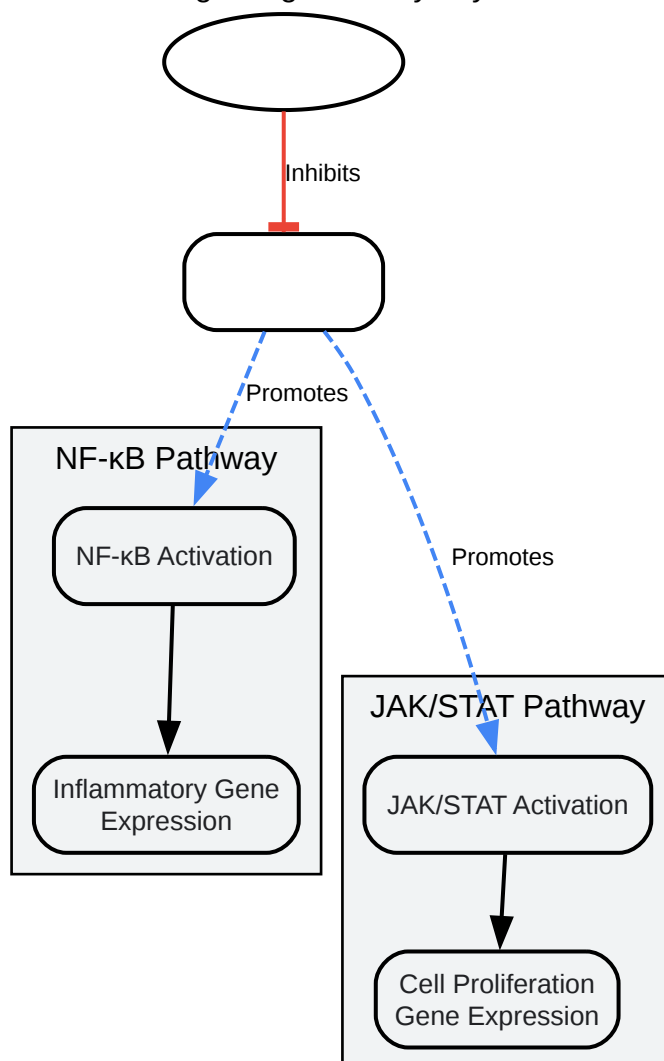 Inhibits
Promotes
NF-κB Pathway
NF-κB Activation
Promotes
JAK/STAT Pathway
Inflammatory Gene
Expression
JAK/STAT Activation
Cell Proliferation
Gene Expression